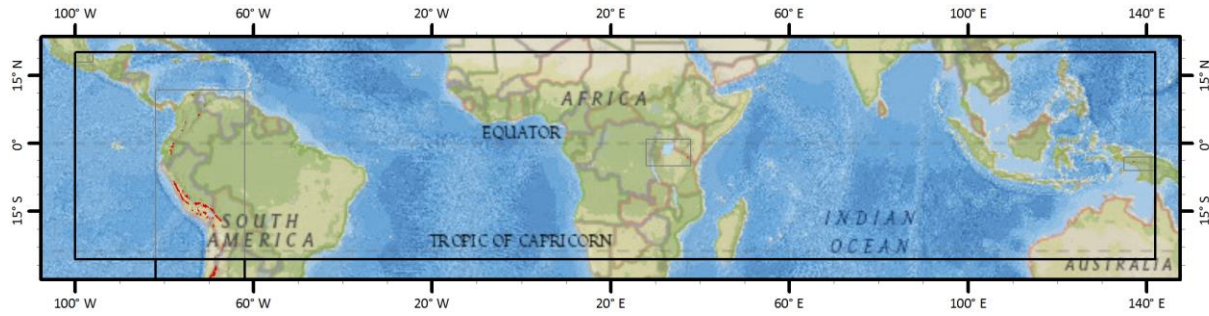 100° W 60° W 20° W 20° E 60° E 100° E 140° E
15° N 15° N
AFRICA
EQUATOR
0° 0°
15° S 15° S
SOUTH
AMERICA
INDIAN
OCEAN
TROPIC OF CAPRICORN
AUSTRALIA
100° W 60° W 20° W 20° E 60° E 100° E 140° E